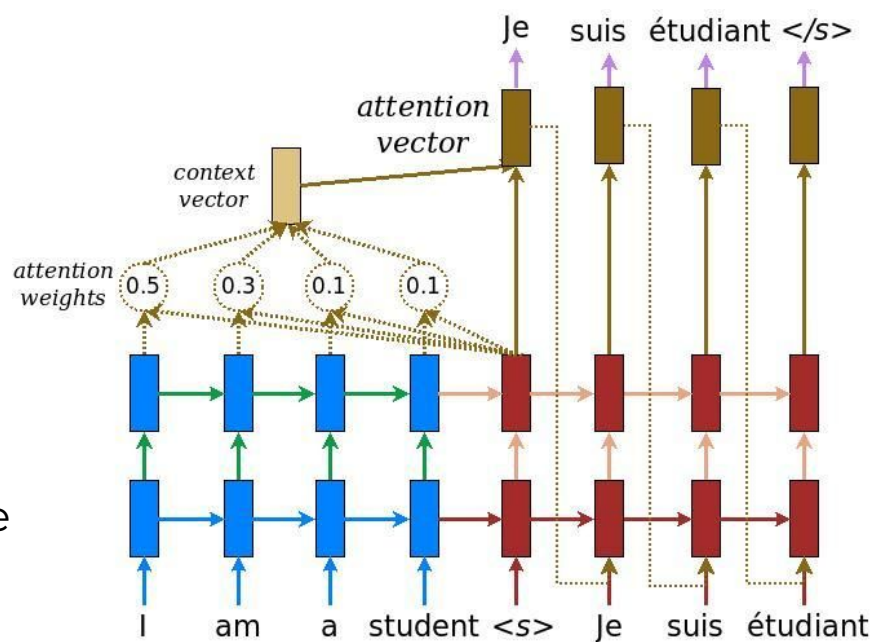 Je suis étudiant </s>
attention
vector
context
vector
attention
weights
0.5 0.3 0.1 0.1
e
I am a student <s> Je suis étudiant